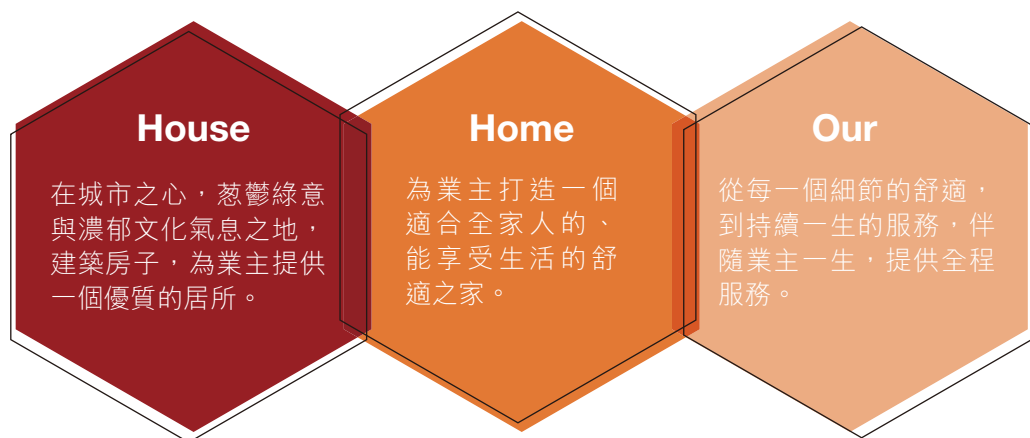 House
在城市之心，葱鬱綠意
與濃郁文化氣息之地，
建築房子，為業主提供
一個優質的居所。
Home
為業主打造一個
適合全家人的、
能享受生活的舒
適之家。
Our
從每一個細節的舒適，
到持續一生的服務，伴
隨業主一生，提供全程
服務。